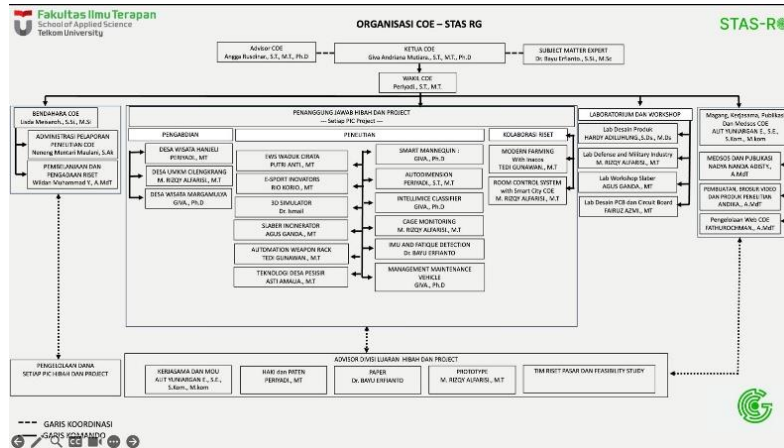 Fakultas Ilmu Terapan
School of Applied Science
Telkom University
ORGANISASI COE – STAS RG
STAS-RG
Advisor COE
Angga Rusdinar, S.T., M.T., Ph.D
KETUA COE
Giva Andriana Mutiara, S.T., M.T., Ph.D
SUBJECT MATTER EXPERT
Dr. Bayu Erfianto, S.Si., M.Sc
WAKIL COE
Periyadi, S.T., M.T.
BENDAHARA COE
Lisda Meisaroh, S.Si., M.Si
ADMINISTRASI PELAPORAN
PENELITIAN COE
Neneng Montari Maulani, S.Ak
PEMBELANJAAN DAN
PENGADAAN RISET
Wildan Muhammad Y, A.MdT
PENANGGUNG JAWAB HIBAH DAN PROJECT
--- Setiap PIC Project ---
PENGABDIAN
DESA WISATA HANJELI
PERIYADI, MT
DESA UMKM CILENGKRANG
M. RIZQY ALFARISI., M.T
DESA WISATA MARGAMULYA
GIVA, Ph.D
PENELITIAN
EWS WADUK CIRATA
PUTRI ANTI., MT
E-SPORT INOVATORS
RIO KORIO., MT
3D SIMULATOR
Dr. Ismail
SLABER INCINERATOR
AGUS GANDA., MT
AUTOMATION WEAPON RACK
TEDI GUNAWAN., M.T
TEKNOLOGI DESA PESISIR
ASTI AMALIA., M.T
SMART MANNEQUIN :
GIVA., Ph.D
AUTODIMENSION
PERIYADI, S.T., M.T
INTELLIMICE CLASSIFIER
GIVA., Ph.D
CAGE MONITORING
M. RIZQY ALFARISI., M.T
IMU AND FATIQUE DETECTION
Dr. BAYU ERFIANTO
MANAGEMENT MAINTENANCE
VEHICLE
GIVA., Ph.D
KOLABORASI RISET
MODERN FARMING
With Inacos
TEDI GUNAWAN., M.T
ROOM CONTROL SYSTEM
with Smart City COE
M. RIZQY ALFARISI., M.T
LABORATORIUM DAN WORKSHOP
Lab Desain Produk
HARDY ADILUHUNG.,S.Ds., M.Ds
Lab Defense and Military Industry
M. RIZQY ALFARISI., M.T
Lab Workshop Slaber
AGUS GANDA., MT
Lab Desain PCB dan Circuit Board
FAIRUZ AZMI., MT
Magang, Kerjasama, Publikasi
Dan Medsos COE
ALIT YUNIARGAN E., S.E.,
S.Kom., M.kom
MEDSOS DAN PUBLIKASI
NADYA NANDA AGISTY.,
A.MdT
PEMBUATAN, BROSUR VIDEO
DAN PRODUK PENELITIAN
ANDIKA., A.MdT
Pengelolaan Web COE
FATHUROCHMAN., A.MdT
PENGELOLAAN DANA
SETIAP PIC HIBAH DAN PROJECT
ADVISOR DIVISI LUARAN HIBAH DAN PROJECT
KERJASAMA DAN MOU
ALIT YUNIARGAN E., S.E.,
S.Kom., M.kom
HAKI dan PATEN
PERIYADI., MT
PAPER
Dr. BAYU ERFIANTO
PROTOTYPE
M. RIZQY ALFARISI., M.T
TIM RISET PASAR DAN FEASIBILITY STUDY
GARIS KOORDINASI
GARIS KOMANDO